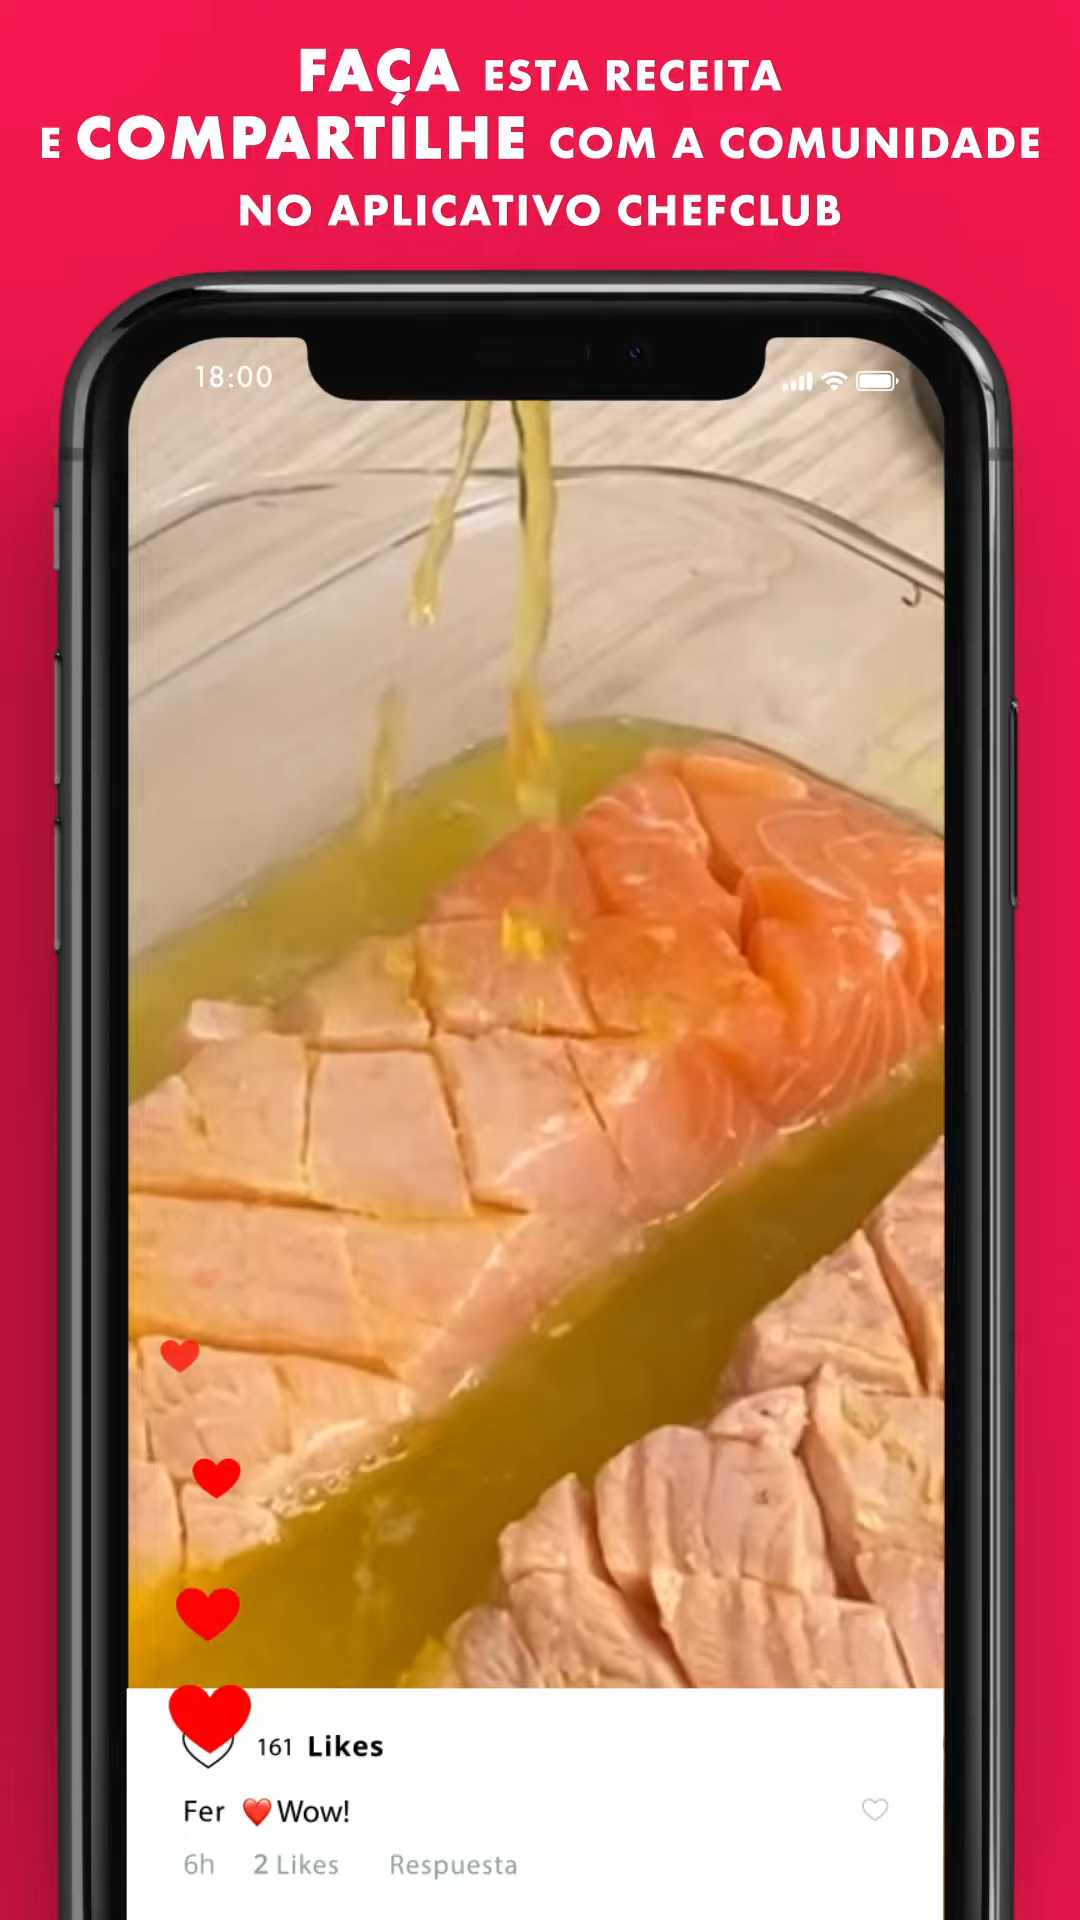 FAÇA ESTA RECEITA
E COMPARTILHE COM A COMUNIDADE
NO APLICATIVO CHEFCLUB
18:00
161 Likes
Fer ❤️Wow!
6h 2 Likes Respuesta